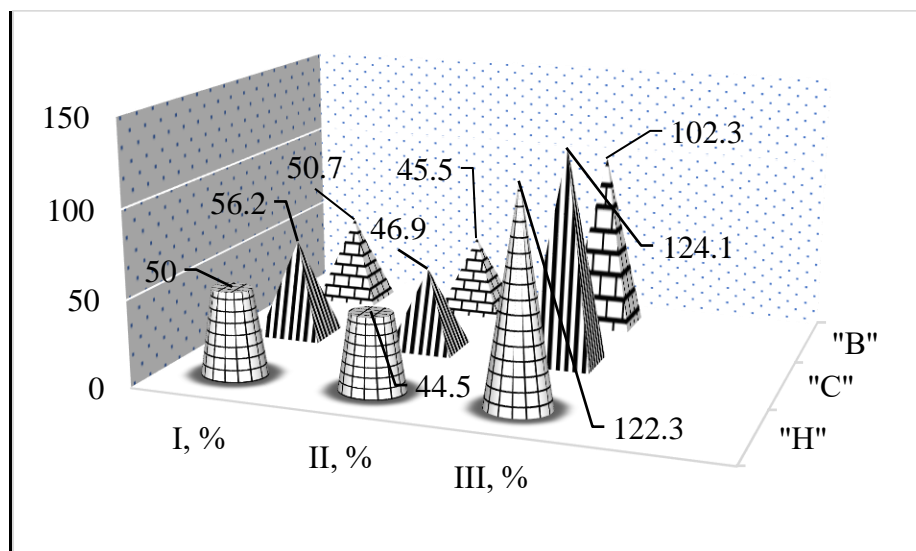 150
100
50
0
50
56.2
50.7
44.5
46.9
45.5
122.3
124.1
102.3
I, %
II, %
III, %
"H"
"C"
"B"